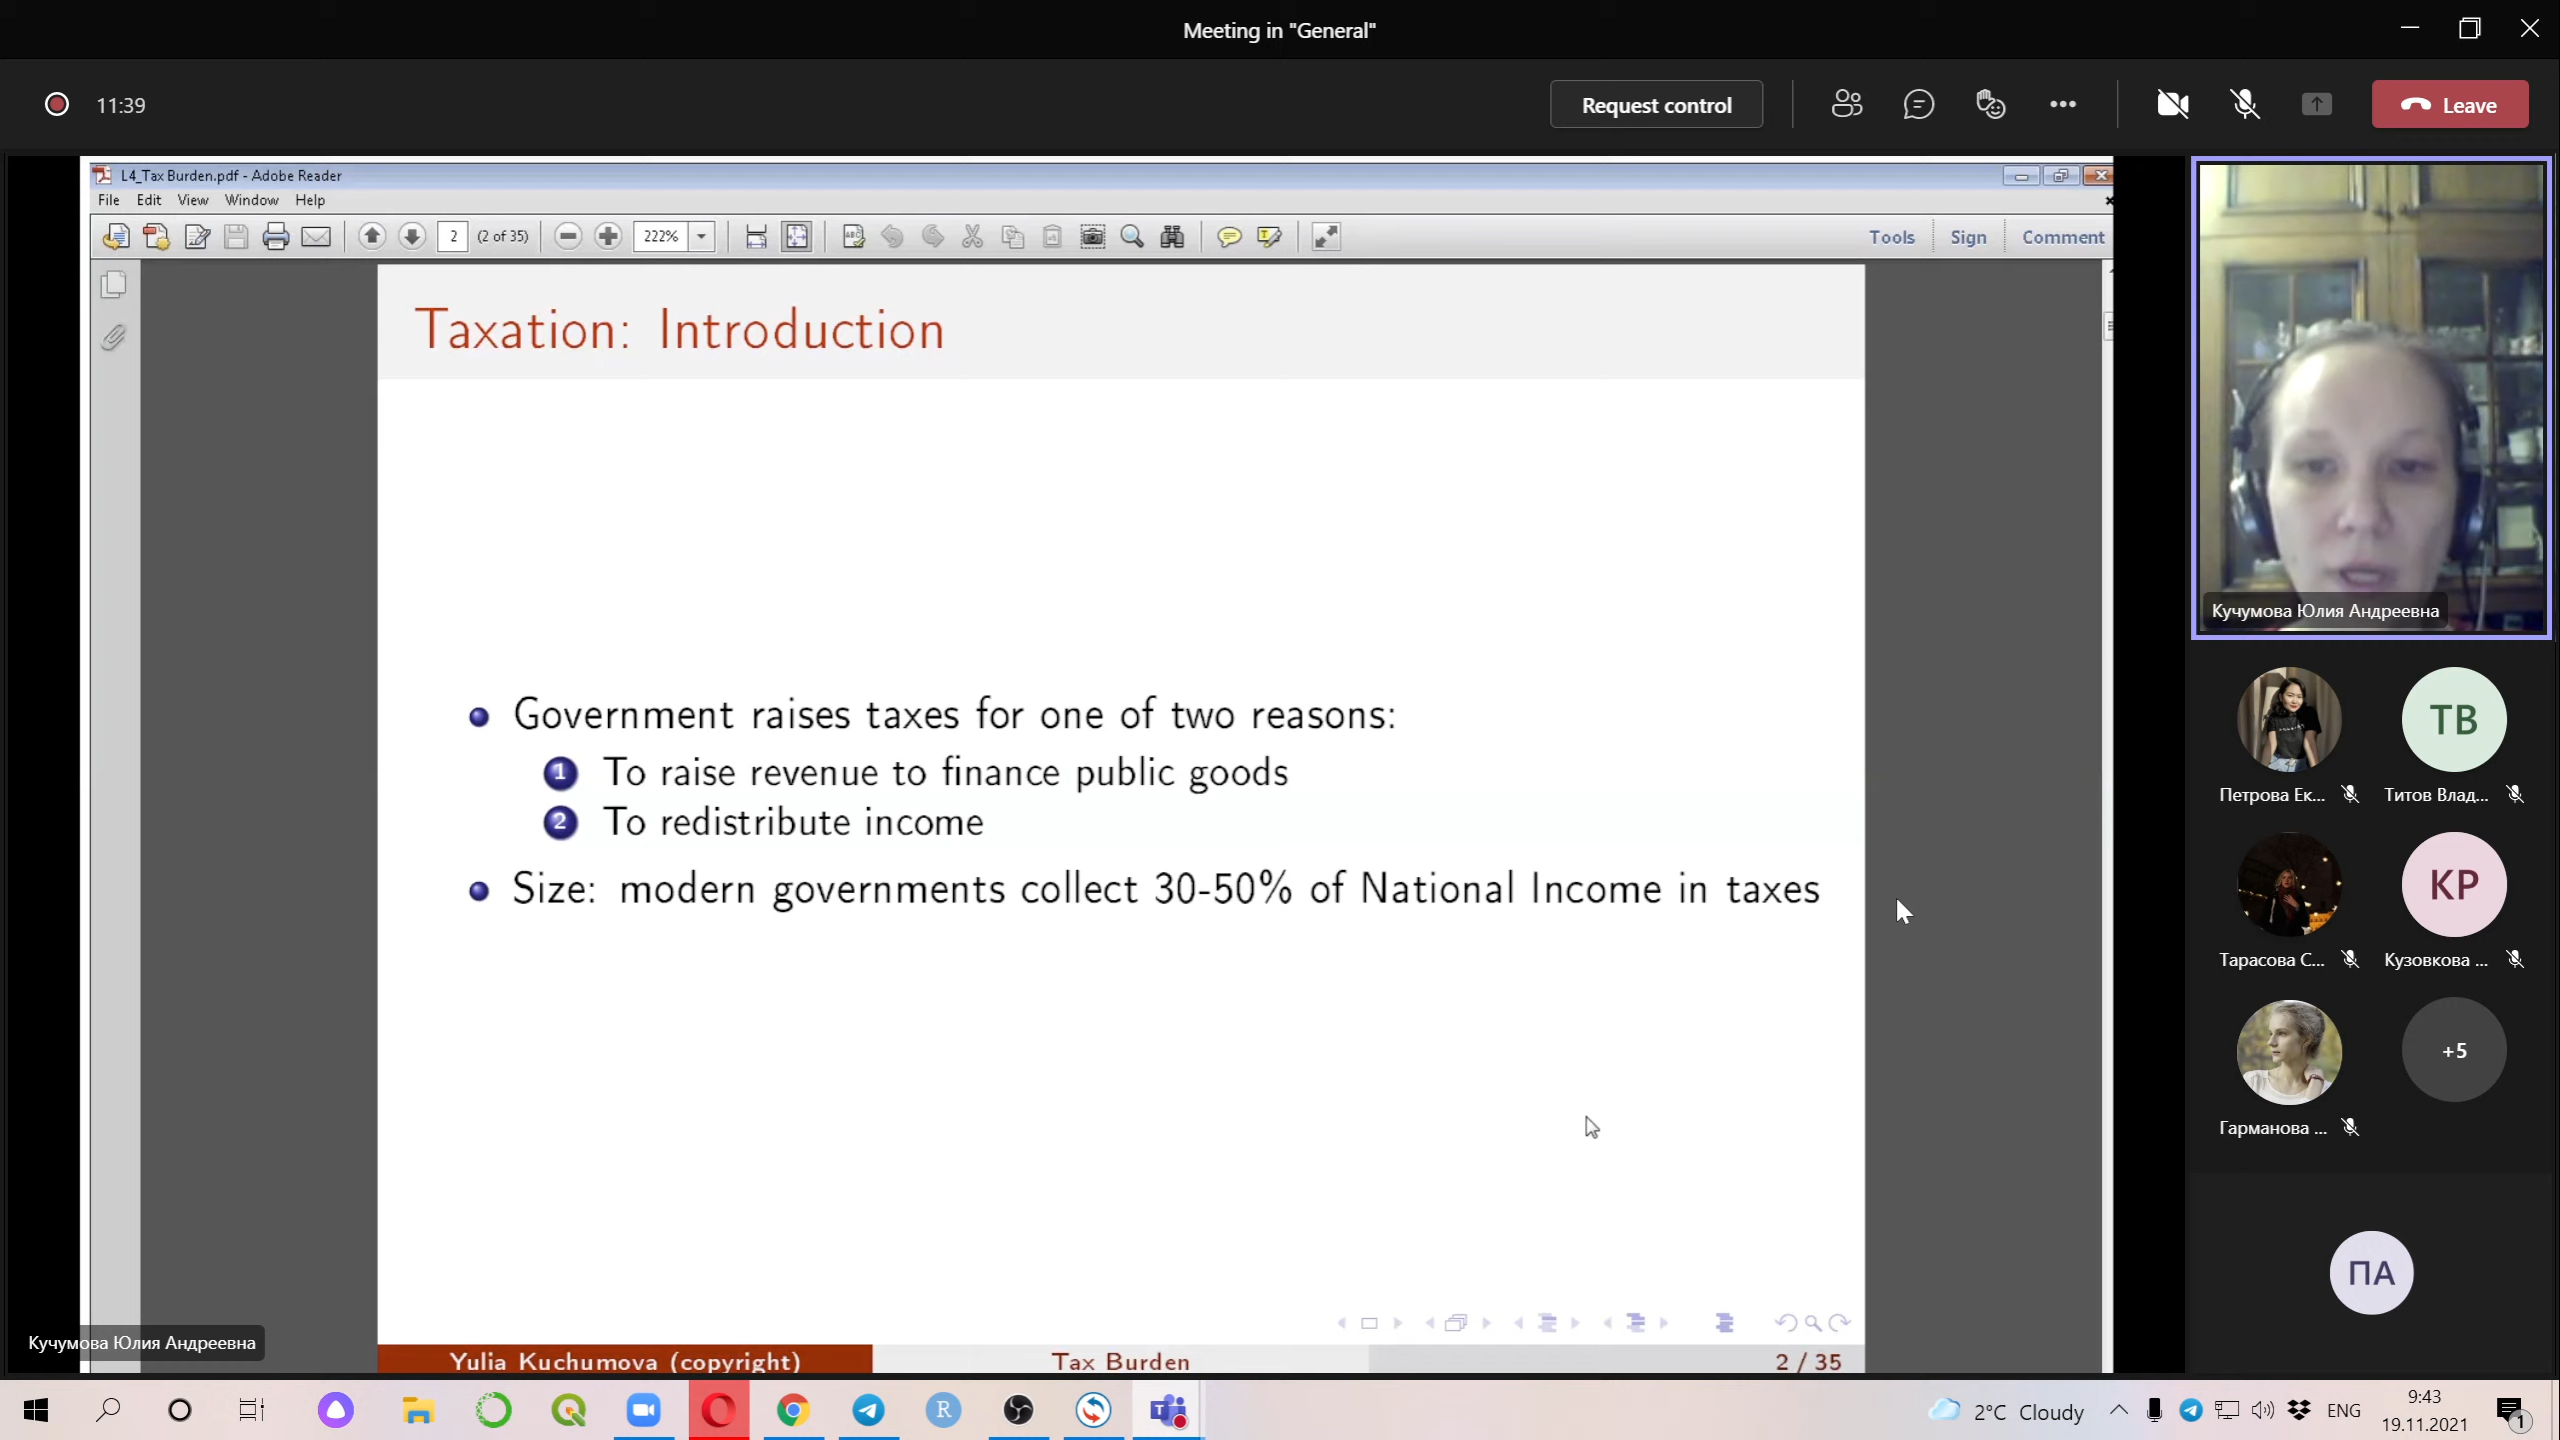 Meeting in "General"
11:39
Request control
Leave
L4_Tax Burden.pdf - Adobe Reader
File Edit View Window Help
2 (2 of 35) 222% Tools Sign Comment
Taxation: Introduction
Government raises taxes for one of two reasons:
1 To raise revenue to finance public goods
2 To redistribute income
Size: modern governments collect 30-50% of National Income in taxes
Yulia Kuchumova (copyright) Tax Burden 2 / 35
Кучумова Юлия Андреевна
Кучумова Юлия Андреевна
ТВ
Петрова Ек... Титов Влад...
КР
Тарасова С... Кузовкова ...
+5
Гарманова ...
ПА
2°C Cloudy ENG 9:43
19.11.2021
1